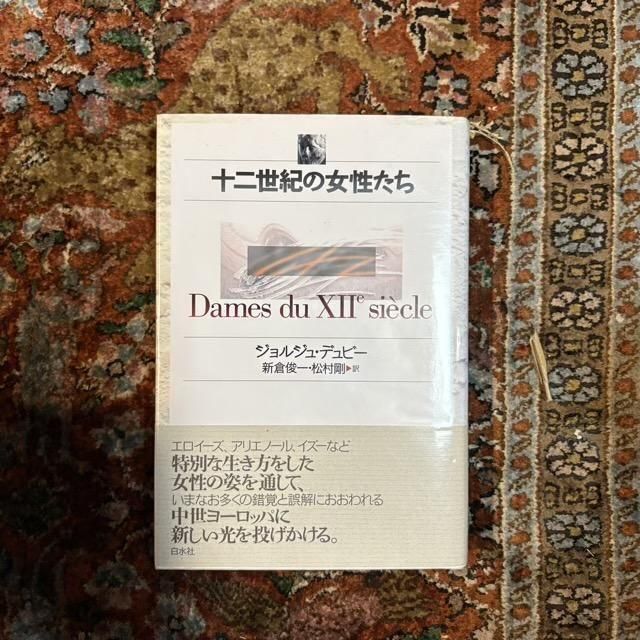 十二世紀の女性たち
Dames du XIIe siècle
ジョルジュ・デュビー
新倉俊一・松村剛▶訳
エロイーズ、アリエノール、イズーなど
特別な生き方をした
女性の姿を通して、
いまなお多くの錯覚と誤解におおわれる
中世ヨーロッパに
新しい光を投げかける。
白水社